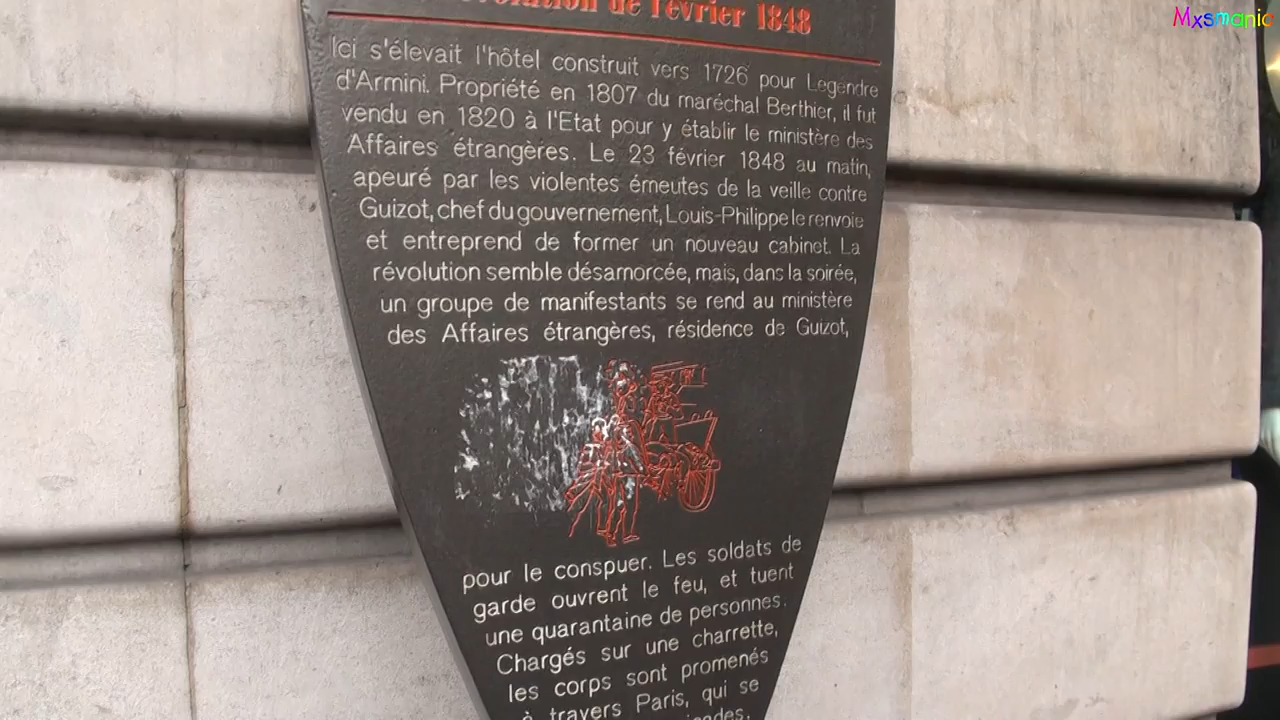 de Février 1848
Mxsmanic
Ici s'élevait l'hôtel construit vers 1726 pour Legendre
d'Armini. Propriété en 1807 du maréchal Berthier, il fut
vendu en 1820 à l'Etat pour y établir le ministère des
Affaires étrangères. Le 23 février 1848 au matin,
apeuré par les violentes émeutes de la veille contre
Guizot, chef du gouvernement, Louis-Philippe le renvoie
et entreprend de former un nouveau cabinet. La
révolution semble désamorcée, mais, dans la soirée,
un groupe de manifestants se rend au ministère
des Affaires étrangères, résidence de Guizot,
pour le conspuer. Les soldats de
garde ouvrent le feu, et tuent
une quarantaine de personnes.
Chargés sur une charrette,
les corps sont promenés
à travers Paris, qui se